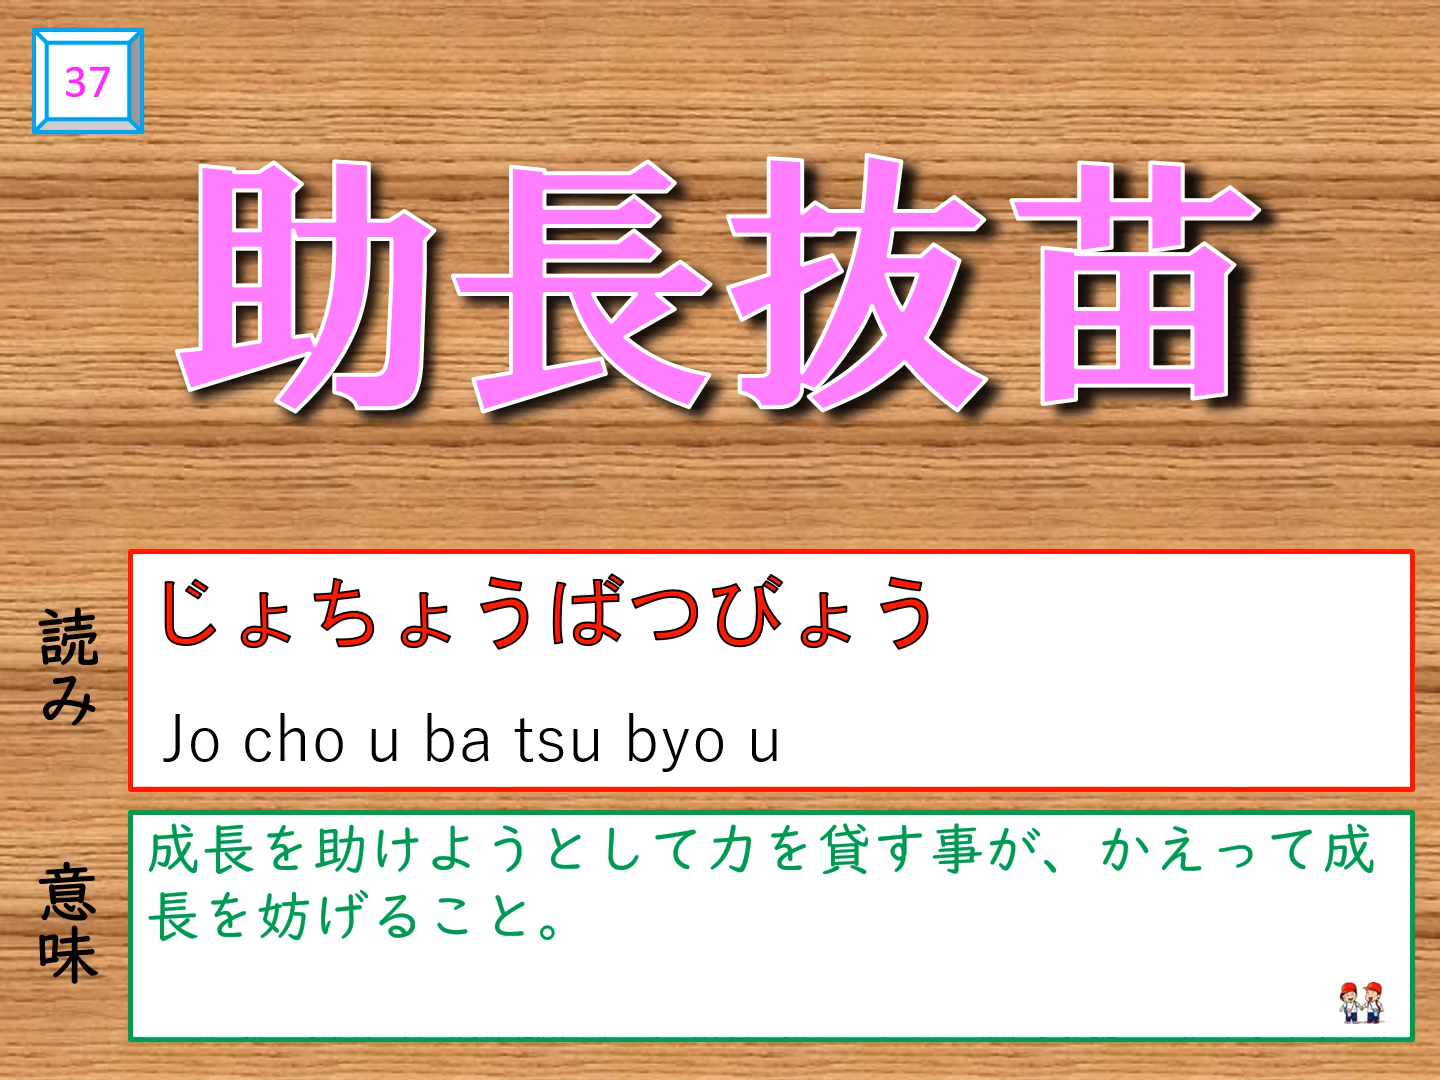 37
助長抜苗
読み
じょちょうばつびょう
Jo cho u ba tsu byo u
意味
成長を助けようとして力を貸す事が、かえって成
長を妨げること。